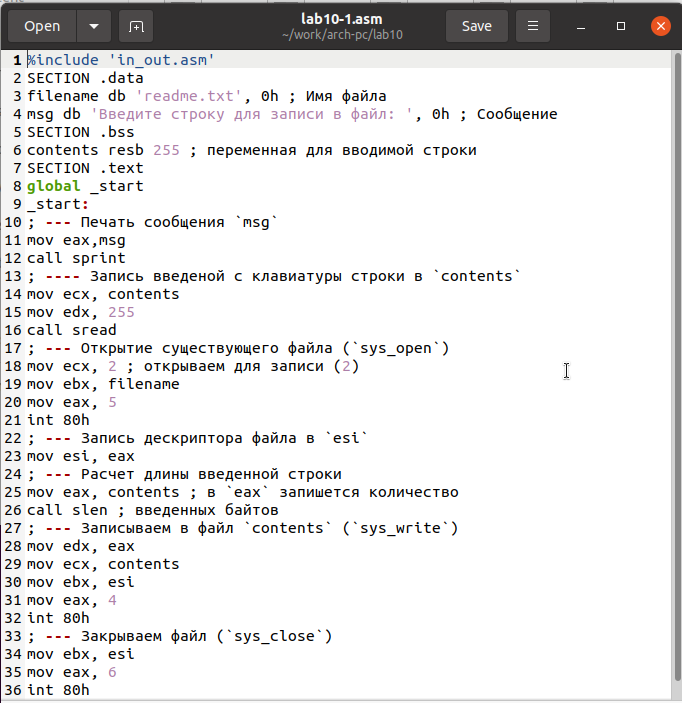 Open
lab10-1.asm
~/work/arch-pc/lab10
Save
1 %include 'in_out.asm'
2 SECTION .data
3 filename db 'readme.txt', 0h ; Имя файла
4 msg db 'Введите строку для записи в файл: ', 0h ; Сообщение
5 SECTION .bss
6 contents resb 255 ; переменная для вводимой строки
7 SECTION .text
8 global _start
9 _start:
10 ; --- Печать сообщения `msg`
11 mov eax,msg
12 call sprint
13 ; ---- Запись введеной с клавиатуры строки в `contents`
14 mov ecx, contents
15 mov edx, 255
16 call sread
17 ; --- Открытие существующего файла (`sys_open`)
18 mov ecx, 2 ; открываем для записи (2)
19 mov ebx, filename
20 mov eax, 5
21 int 80h
22 ; --- Запись дескриптора файла в `esi`
23 mov esi, eax
24 ; --- Расчет длины введенной строки
25 mov eax, contents ; в `eax` запишется количество
26 call slen ; введенных байтов
27 ; --- Записываем в файл `contents` (`sys_write`)
28 mov edx, eax
29 mov ecx, contents
30 mov ebx, esi
31 mov eax, 4
32 int 80h
33 ; --- Закрываем файл (`sys_close`)
34 mov ebx, esi
35 mov eax, 6
36 int 80h